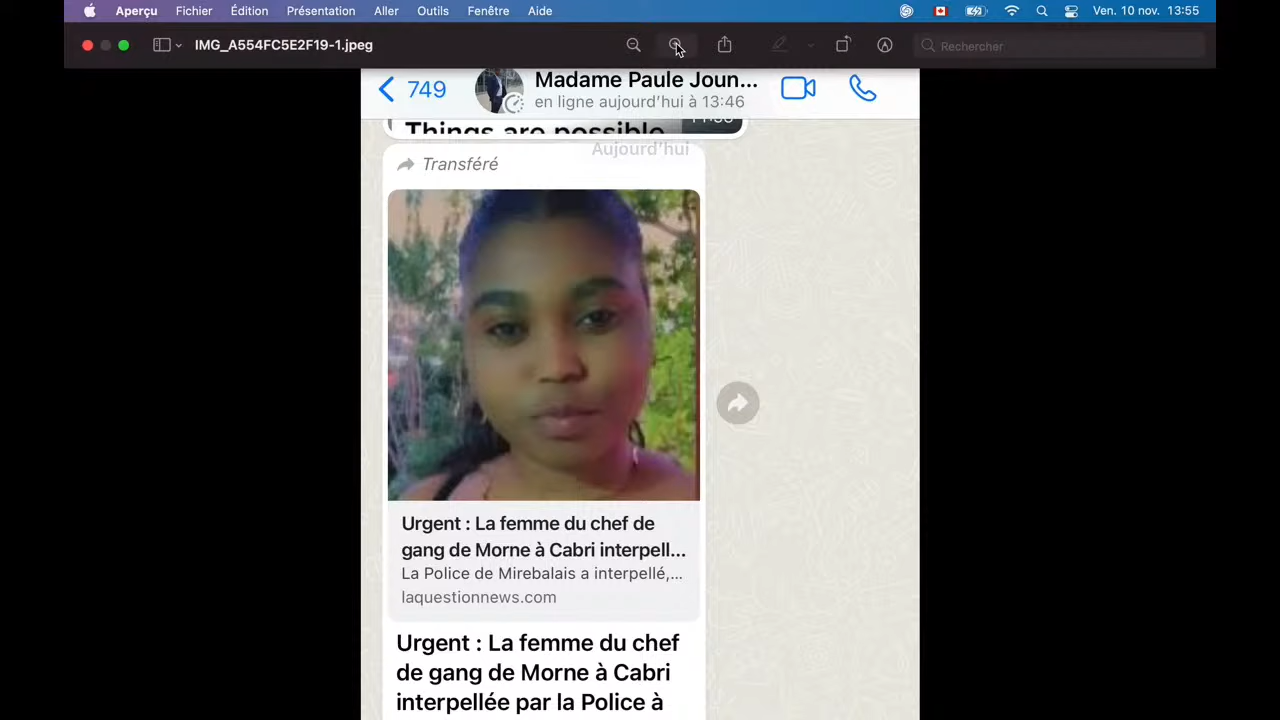 Aperçu Fichier Édition Présentation Aller Outils Fenêtre Aide Ven. 10 nov. 13:55
IMG_A554FC5E2F19-1.jpeg Rechercher
749 Madame Paule Joun...
en ligne aujourd'hui à 13:46
Things are possible
Aujourd'hui
Transféré
Urgent : La femme du chef de
gang de Morne à Cabri interpell...
La Police de Mirebalais a interpellé,...
laquestionnews.com
Urgent : La femme du chef
de gang de Morne à Cabri
interpellée par la Police à